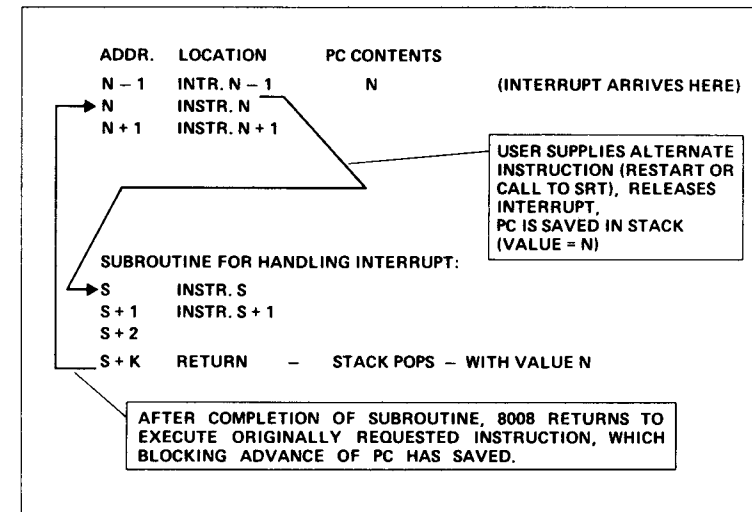 ADDR. LOCATION PC CONTENTS
N – 1 INTR. N – 1 N (INTERRUPT ARRIVES HERE)
N INSTR. N
N + 1 INSTR. N + 1
USER SUPPLIES ALTERNATE
INSTRUCTION (RESTART OR
CALL TO SRT), RELEASES
INTERRUPT,
PC IS SAVED IN STACK
(VALUE = N)
SUBROUTINE FOR HANDLING INTERRUPT:
S INSTR. S
S + 1 INSTR. S + 1
S + 2
S + K RETURN – STACK POPS – WITH VALUE N
AFTER COMPLETION OF SUBROUTINE, 8008 RETURNS TO
EXECUTE ORIGINALLY REQUESTED INSTRUCTION, WHICH
BLOCKING ADVANCE OF PC HAS SAVED.